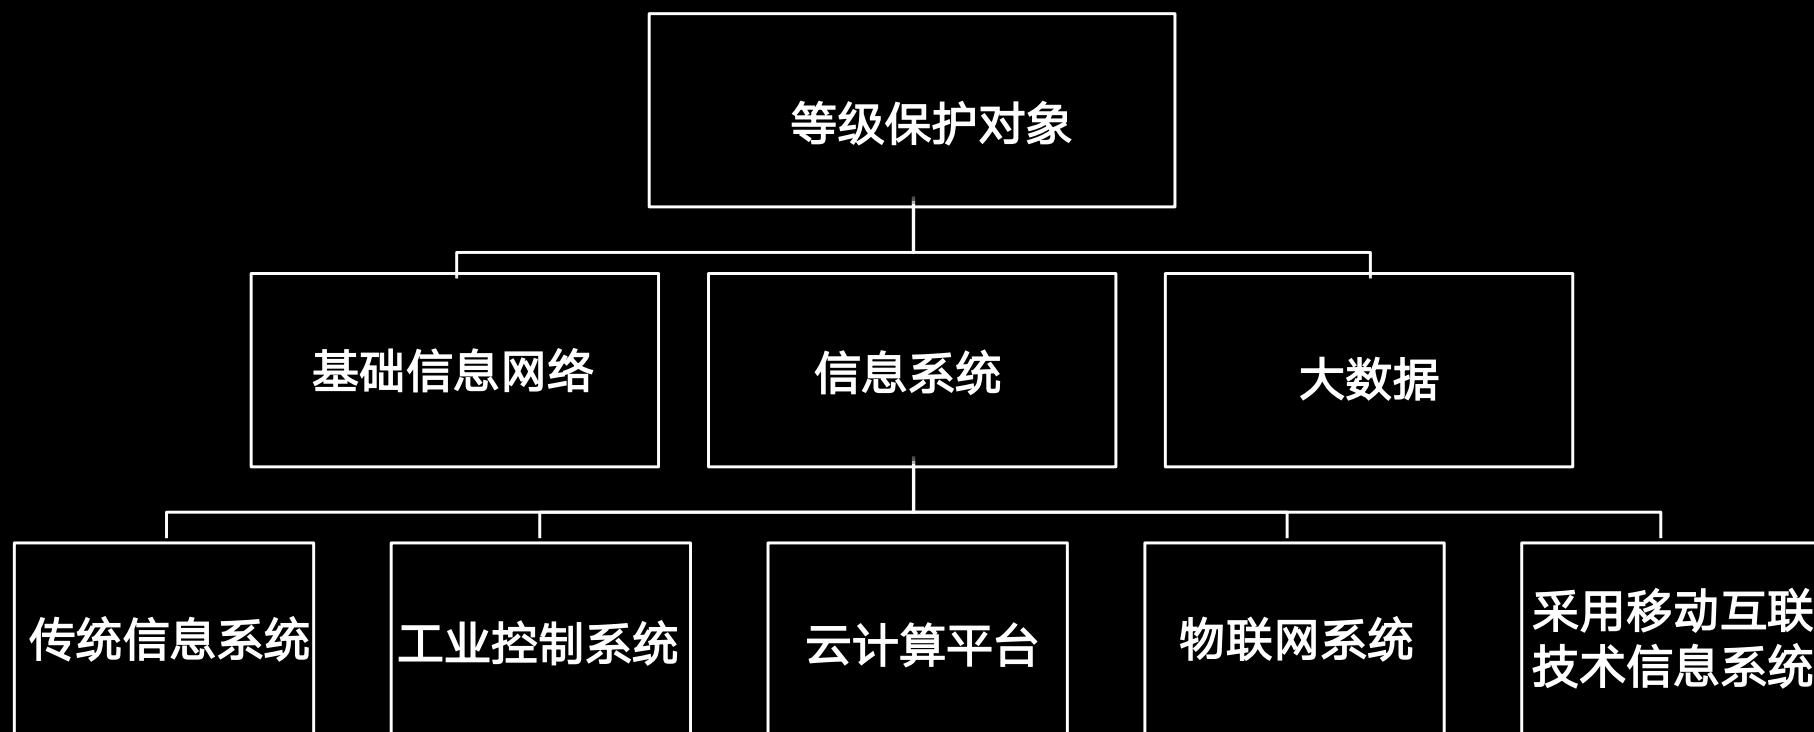 等级保护对象
基础信息网络
信息系统
大数据
传统信息系统
工业控制系统
云计算平台
物联网系统
采用移动互联
技术信息系统